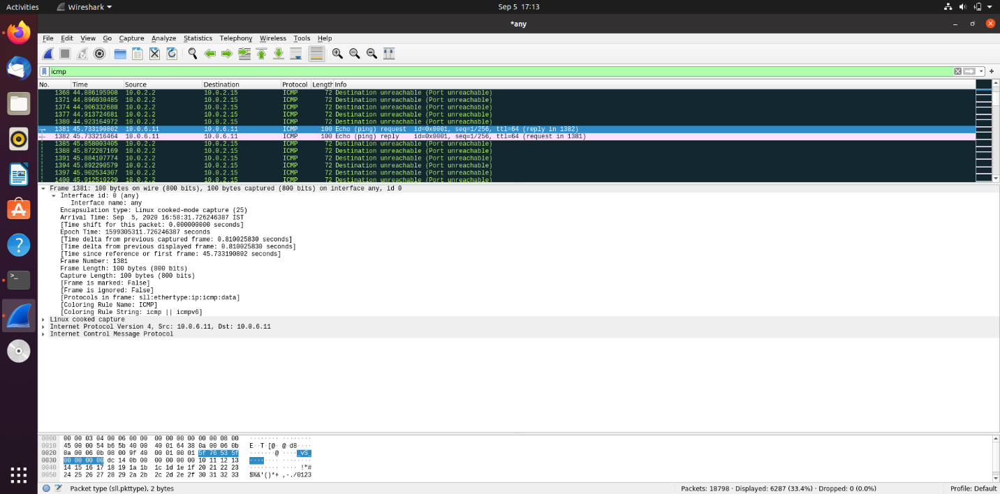 Activities Wireshark Sep 5 17:13
*any
File Edit View Go Capture Analyze Statistics Telephony Wireless Tools Help
icmp
No. Time Source Destination Protocol Length Info
1368 44.886195908 10.0.2.2 10.0.2.15 ICMP 72 Destination unreachable (Port unreachable)
1371 44.896030485 10.0.2.2 10.0.2.15 ICMP 72 Destination unreachable (Port unreachable)
1374 44.906332688 10.0.2.2 10.0.2.15 ICMP 72 Destination unreachable (Port unreachable)
1377 44.913724681 10.0.2.2 10.0.2.15 ICMP 72 Destination unreachable (Port unreachable)
1380 44.923164972 10.0.2.2 10.0.2.15 ICMP 72 Destination unreachable (Port unreachable)
1381 45.733190802 10.0.6.11 10.0.6.11 ICMP 100 Echo (ping) request id=0x0001, seq=1/256, ttl=64 (reply in 1382)
1382 45.733216464 10.0.6.11 10.0.6.11 ICMP 100 Echo (ping) reply id=0x0001, seq=1/256, ttl=64 (request in 1381)
1385 45.858003405 10.0.2.2 10.0.2.15 ICMP 72 Destination unreachable (Port unreachable)
1388 45.872287169 10.0.2.2 10.0.2.15 ICMP 72 Destination unreachable (Port unreachable)
1391 45.884107774 10.0.2.2 10.0.2.15 ICMP 72 Destination unreachable (Port unreachable)
1394 45.892290579 10.0.2.2 10.0.2.15 ICMP 72 Destination unreachable (Port unreachable)
1397 45.902534307 10.0.2.2 10.0.2.15 ICMP 72 Destination unreachable (Port unreachable)
1400 45.912519229 10.0.2.2 10.0.2.15 ICMP 72 Destination unreachable (Port unreachable)
Frame 1381: 100 bytes on wire (800 bits), 100 bytes captured (800 bits) on interface any, id 0
Interface id: 0 (any)
Interface name: any
Encapsulation type: Linux cooked-mode capture (25)
Arrival Time: Sep 5, 2020 16:58:31.726246387 IST
[Time shift for this packet: 0.000000000 seconds]
Epoch Time: 1599305311.726246387 seconds
[Time delta from previous captured frame: 0.810025830 seconds]
[Time delta from previous displayed frame: 0.810025830 seconds]
[Time since reference or first frame: 45.733190802 seconds]
Frame Number: 1381
Frame Length: 100 bytes (800 bits)
Capture Length: 100 bytes (800 bits)
[Frame is marked: False]
[Frame is ignored: False]
[Protocols in frame: sll:ethertype:ip:icmp:data]
[Coloring Rule Name: ICMP]
[Coloring Rule String: icmp || icmpv6]
Linux cooked capture
Internet Protocol Version 4, Src: 10.0.6.11, Dst: 10.0.6.11
Internet Control Message Protocol
0000 00 00 03 04 00 06 00 00 00 00 00 00 00 00 08 00 ········ ········
0010 45 00 00 54 b6 5b 40 00 40 01 64 38 0a 00 06 0b E··T·[@· @·d8····
0020 0a 00 06 0b 08 00 9f 40 00 01 00 01 5f 76 53 5f ·······@ ····_vS_
0030 00 00 00 00 dc 14 0b 00 00 00 00 00 10 11 12 13 ········ ········
0040 14 15 16 17 18 19 1a 1b 1c 1d 1e 1f 20 21 22 23 ········ ···· !"#
0050 24 25 26 27 28 29 2a 2b 2c 2d 2e 2f 30 31 32 33 $%&'()*+ ,-./0123
Packet type (sll.pkttype), 2 bytes Packets: 18798 · Displayed: 6287 (33.4%) · Dropped: 0 (0.0%) Profile: Default